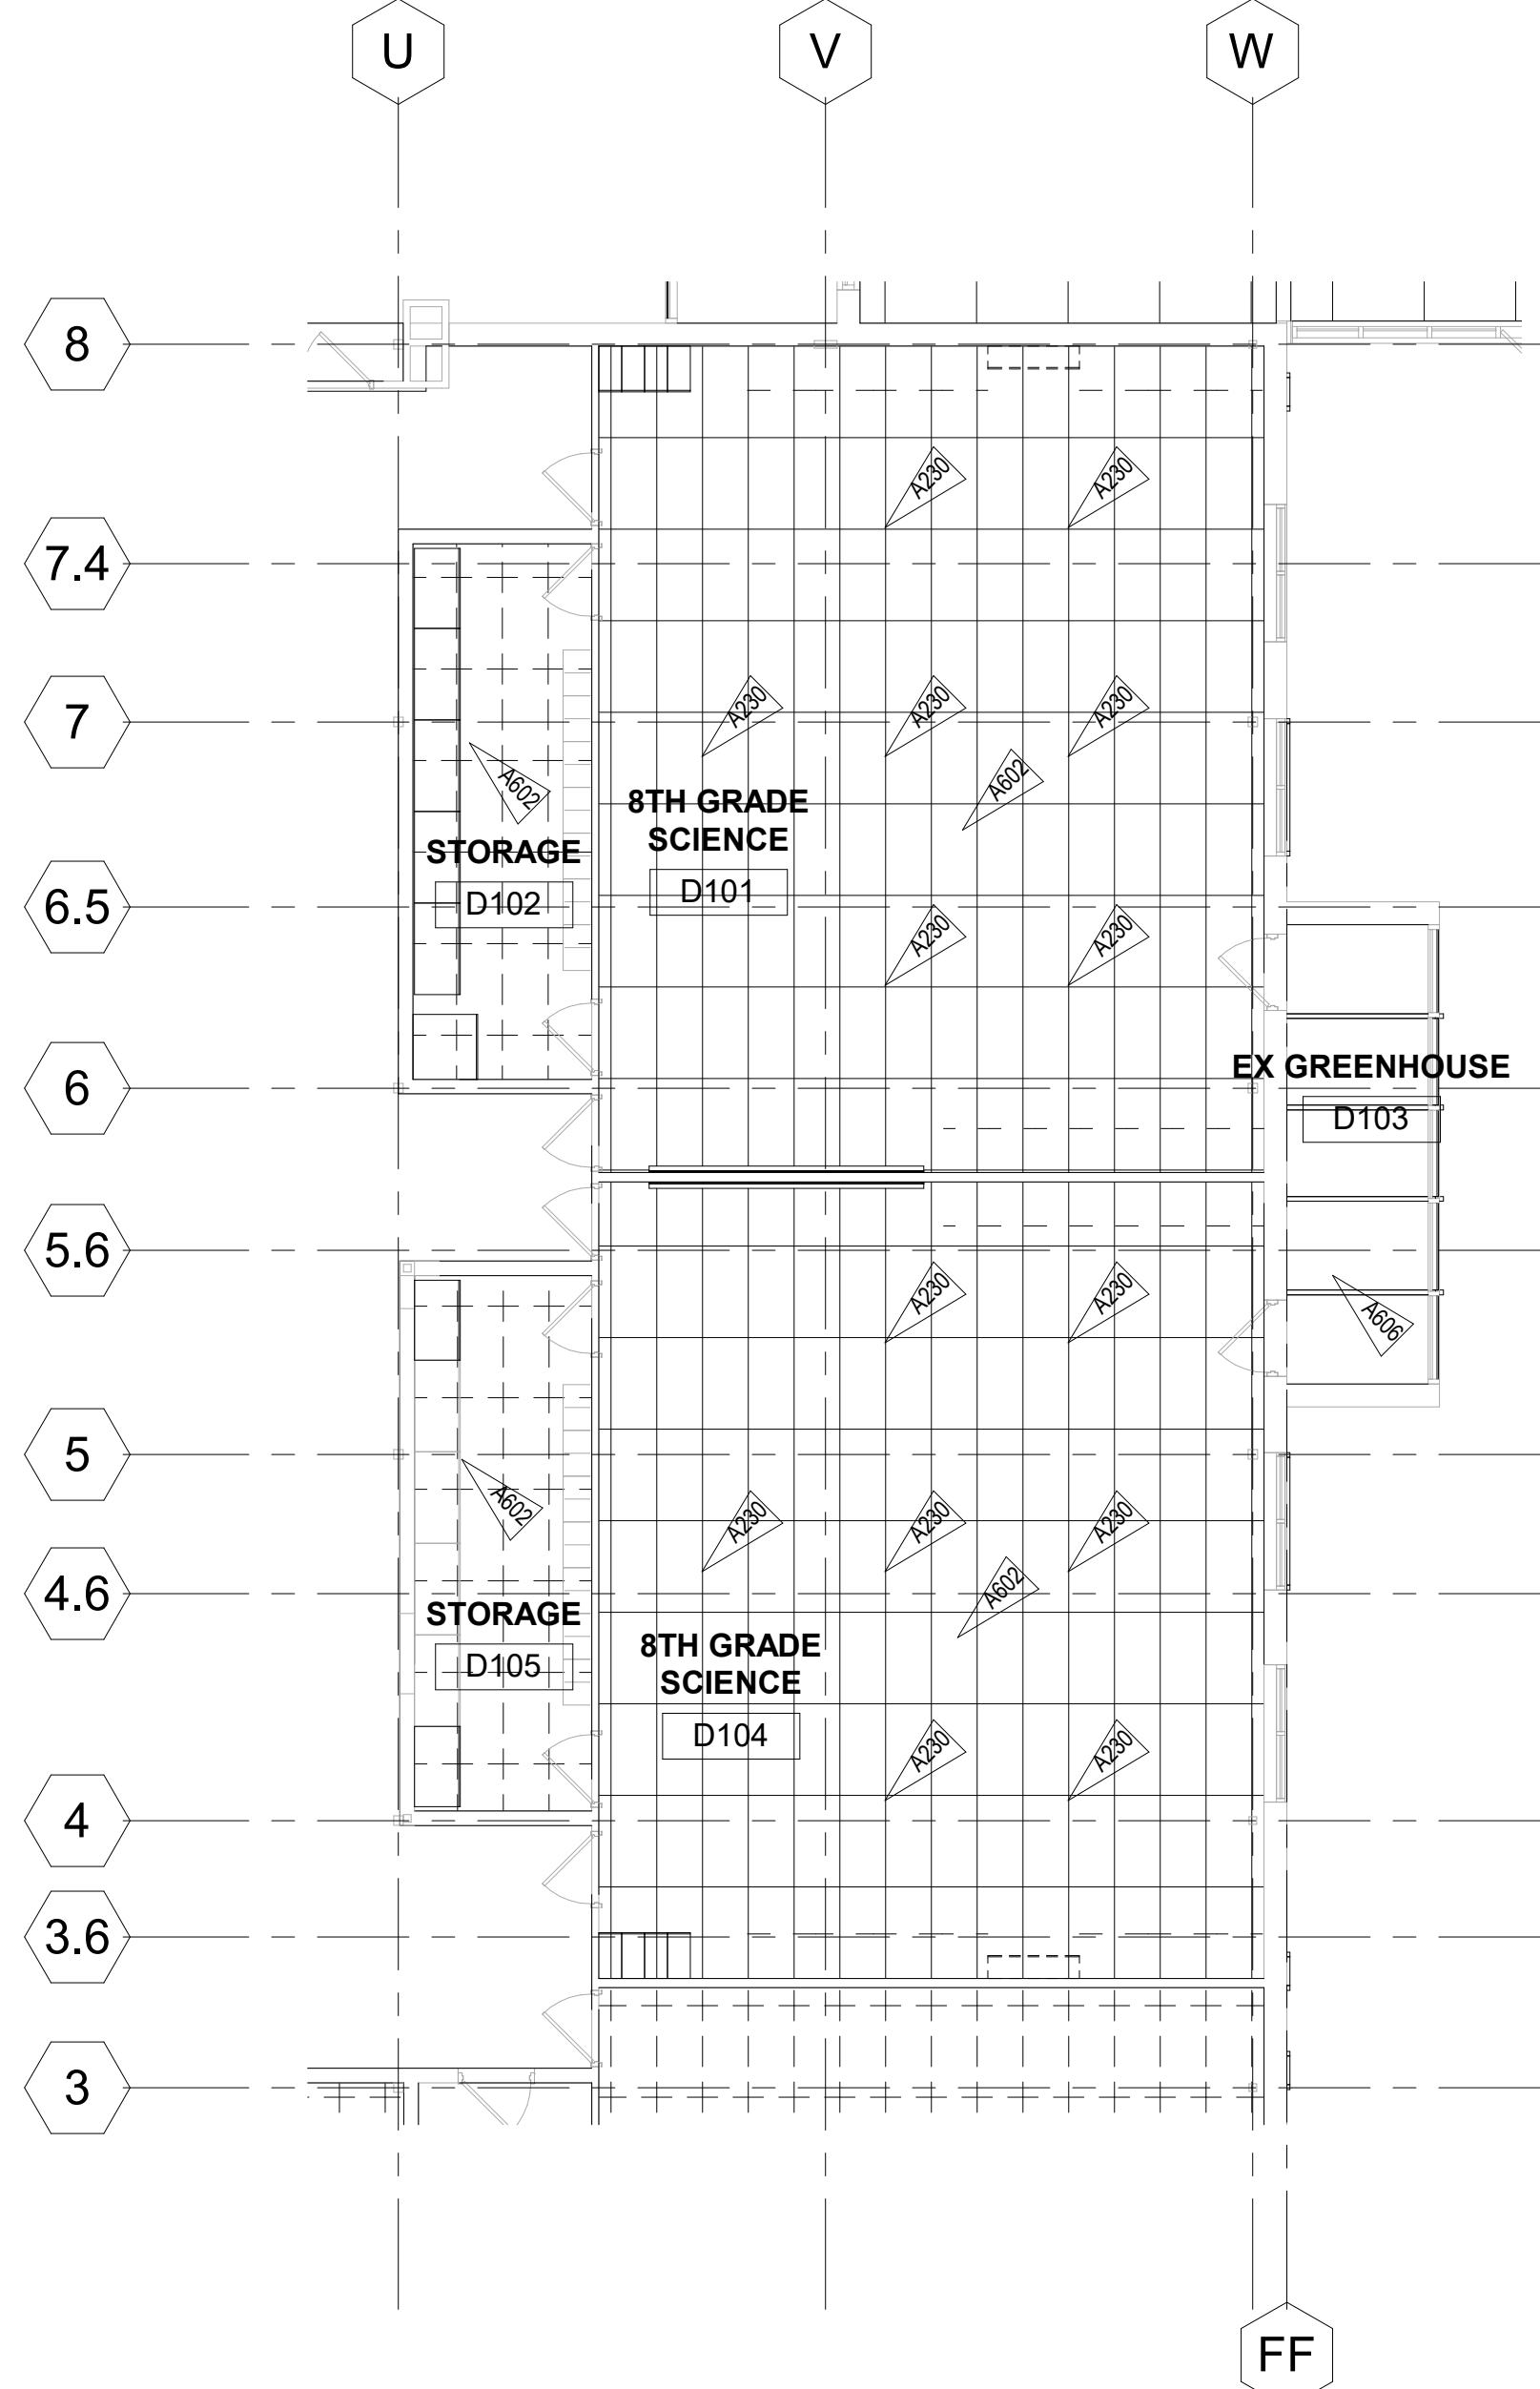 U
V
W
8
A230
A230
7.4
A230
A230
A230
7
A602
A602
8TH GRADE
SCIENCE
D101
STORAGE
D102
6.5
A230
A230
EX GREENHOUSE
D103
6
5.6
A230
A230
A606
5
A602
A230
A230
A230
4.6
A602
STORAGE
D105
8TH GRADE
SCIENCE
D104
A230
A230
4
3.6
3
FF